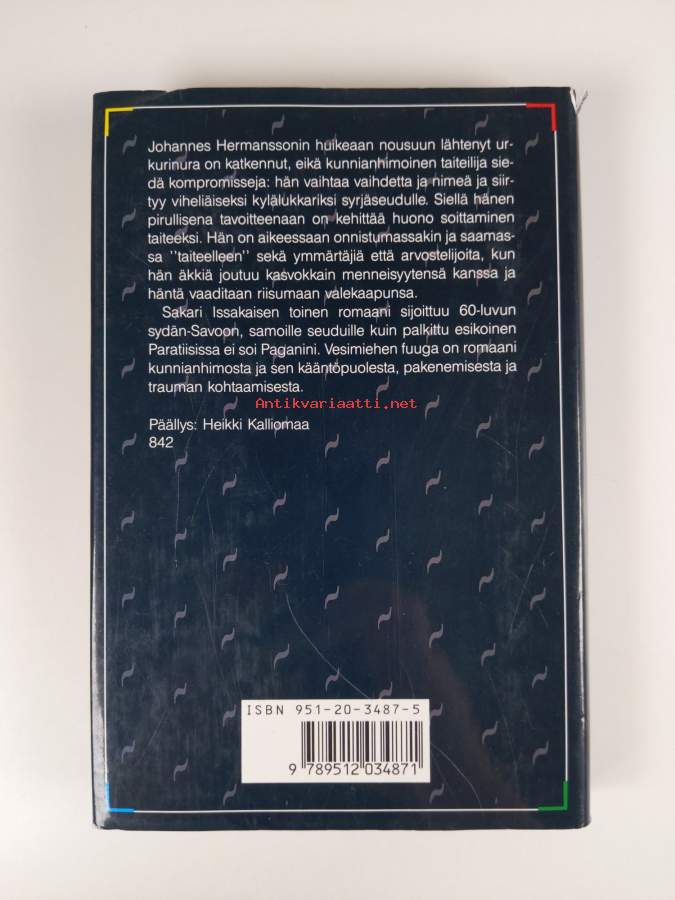 Johannes Hermanssonin huikeaan nousuun lähtenyt ur-
kurinura on katkennut, eikä kunnianhimoinen taiteilija sie-
dä kompromisseja: hän vaihtaa vaihdetta ja nimeä ja siir-
tyy viheliäiseksi kylälukkariksi syrjäseudulle. Siellä hänen
pirullisena tavoitteenaan on kehittää huono soittaminen
taiteeksi. Hän on aikeessaan onnistumassakin ja saamas-
sa "taiteelleen" sekä ymmärtäjiä että arvostelijoita, kun
hän äkkiä joutuu kasvokkain menneisyytensä kanssa ja
häntä vaaditaan riisumaan valekaapunsa.
Sakari Issakaisen toinen romaani sijoittuu 60-luvun
sydän-Savoon, samoille seuduille kuin palkittu esikoinen
Paratiisissa ei soi Paganini. Vesimiehen fuuga on romaani
kunnianhimosta ja sen kääntöpuolesta, pakenemisesta ja
trauman kohtaamisesta.
Antikvariaatti.net
Päällys: Heikki Kalliomaa
842
ISBN 951-20-3487-5
9 789512 034871